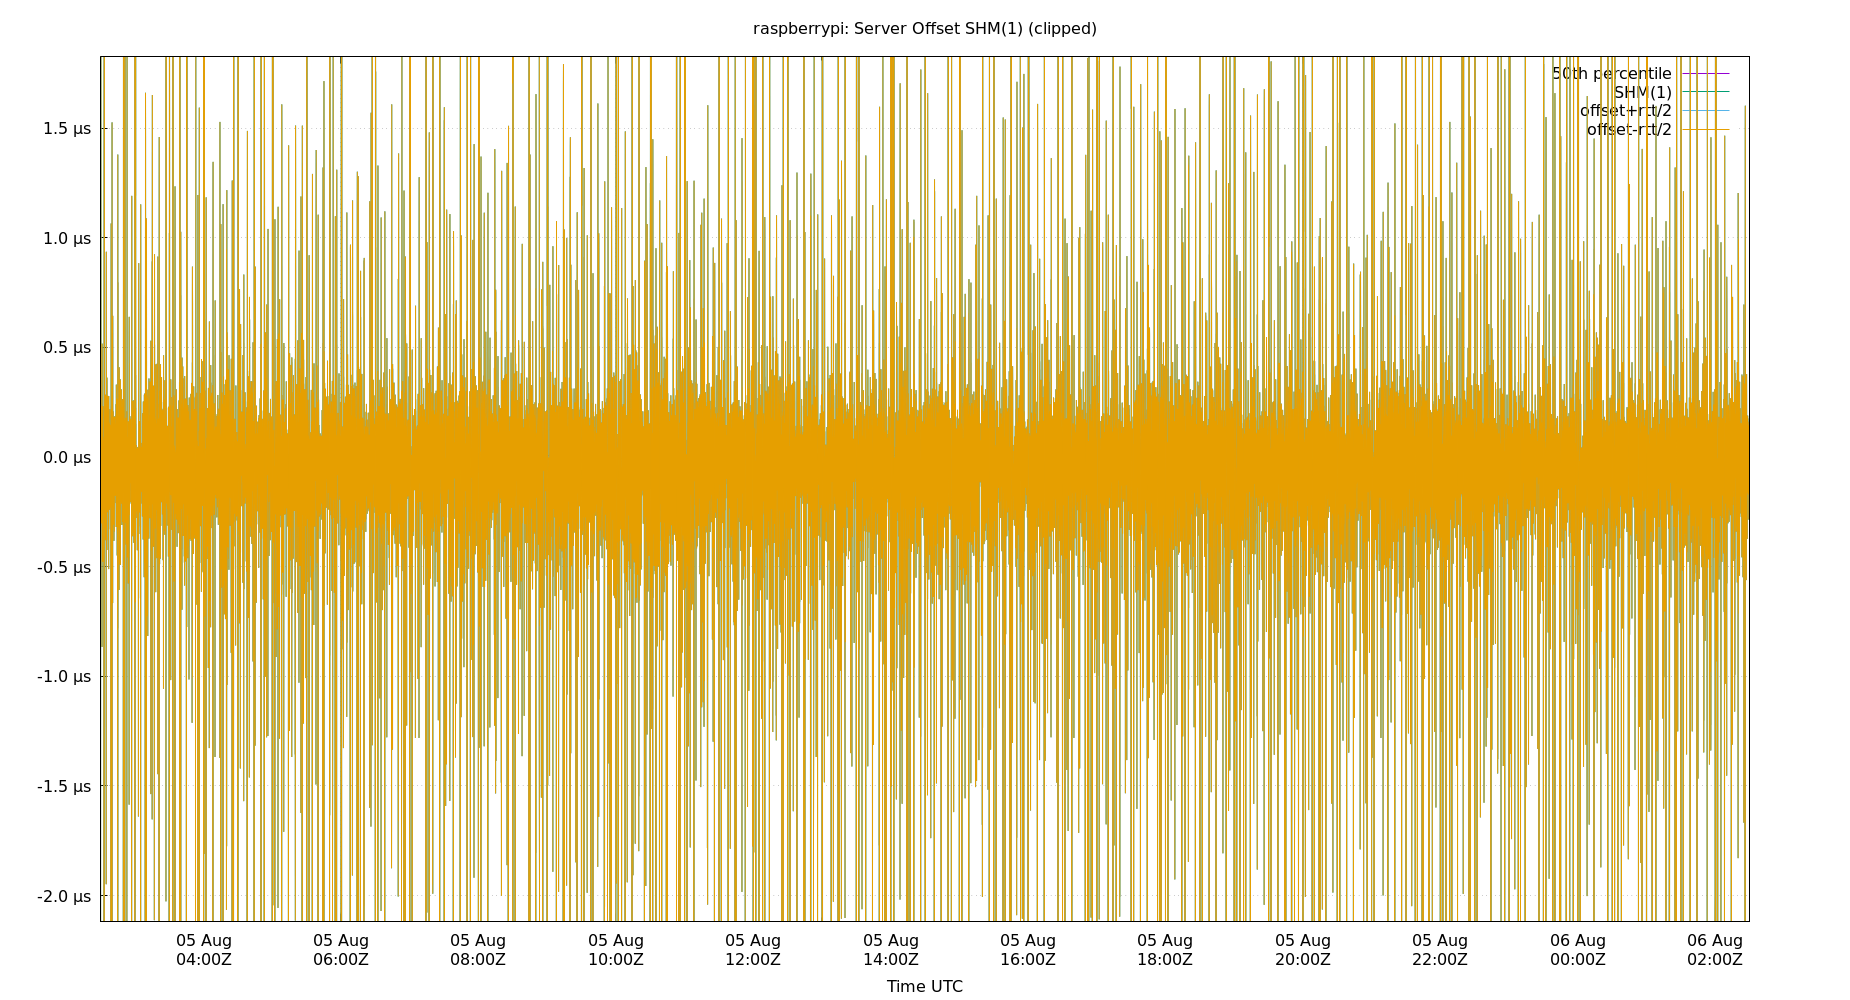 raspberrypi: Server Offset SHM(1) (clipped)
50th percentile
SHM(1)
offset+rtt/2
offset-rtt/2
1.5 µs
1.0 µs
0.5 µs
0.0 µs
-0.5 µs
-1.0 µs
-1.5 µs
-2.0 µs
05 Aug 05 Aug 05 Aug 05 Aug 05 Aug 05 Aug 05 Aug 05 Aug 05 Aug 05 Aug 06 Aug 06 Aug
04:00Z 06:00Z 08:00Z 10:00Z 12:00Z 14:00Z 16:00Z 18:00Z 20:00Z 22:00Z 00:00Z 02:00Z
Time UTC